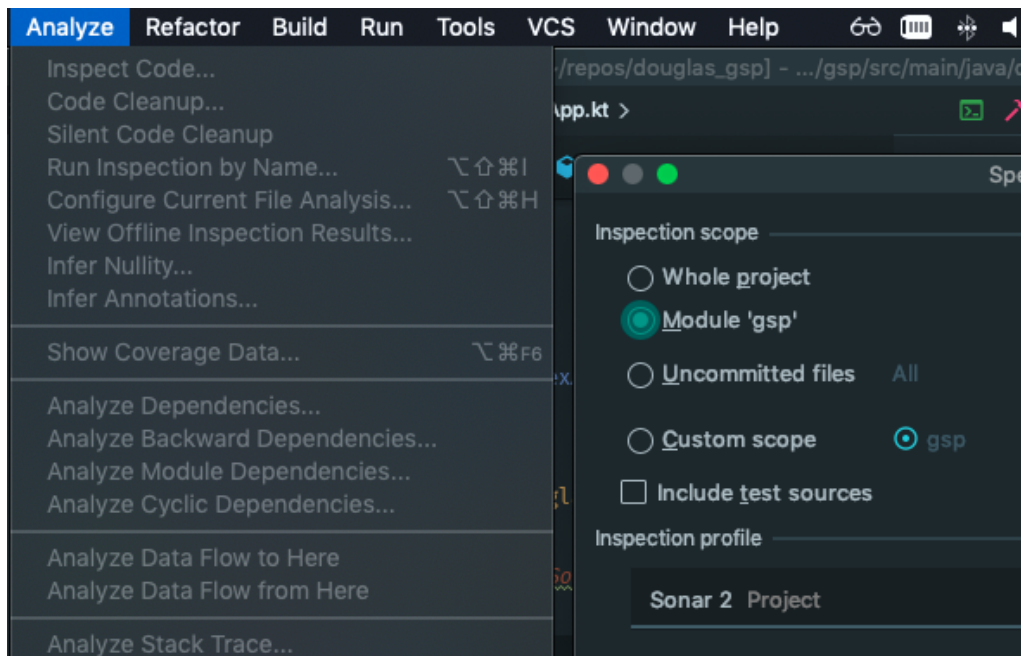 Analyze Refactor Build Run Tools VCS Window Help
Inspect Code...
Code Cleanup...
Silent Code Cleanup
Run Inspection by Name... ⌥⇧⌘I
Configure Current File Analysis... ⌥⇧⌘H
View Offline Inspection Results...
Infer Nullity...
Infer Annotations...
Show Coverage Data... ⌥⌘F6
Analyze Dependencies...
Analyze Backward Dependencies...
Analyze Module Dependencies...
Analyze Cyclic Dependencies...
Analyze Data Flow to Here
Analyze Data Flow from Here
Analyze Stack Trace...
/repos/douglas_gsp] - .../gsp/src/main/java/
App.kt >
Spe
Inspection scope
Whole project
Module 'gsp'
Uncommitted files All
Custom scope gsp
Include test sources
Inspection profile
Sonar 2 Project